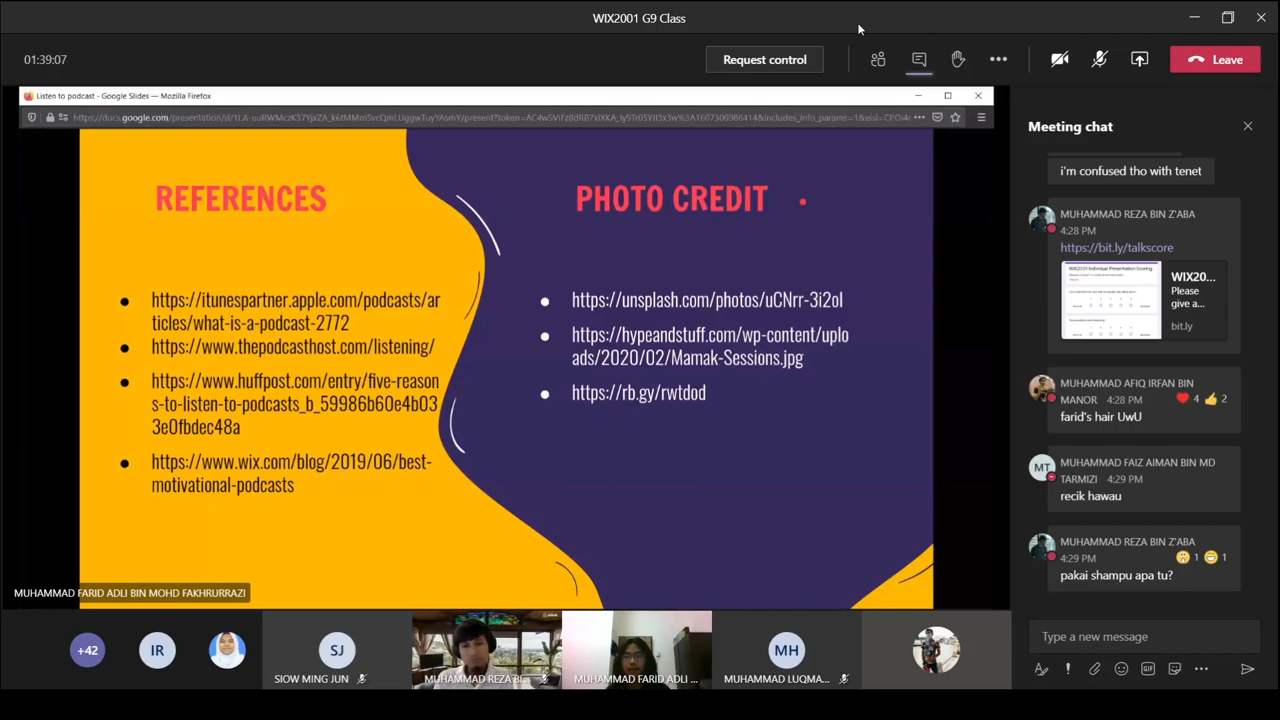 WIX2001 G9 Class
01:39:07
Request control
Leave
Listen to podcast - Google Slides — Mozilla Firefox
REFERENCES
https://itunespartner.apple.com/podcasts/ar
ticles/what-is-a-podcast-2772
https://www.thepodcasthost.com/listening/
https://www.huffpost.com/entry/five-reason
s-to-listen-to-podcasts_b_59986b60e4b03
3e0fbdec48a
https://www.wix.com/blog/2019/06/best-
motivational-podcasts
PHOTO CREDIT
https://unsplash.com/photos/uCNrr-3i2oI
https://hypeandstuff.com/wp-content/uplo
ads/2020/02/Mamak-Sessions.jpg
https://rb.gy/rwtdod
MUHAMMAD FARID ADLI BIN MOHD FAKHRURRAZI
+42
IR
SJ
SIOW MING JUN
MUHAMMAD REZA BI...
MUHAMMAD FARID ADLI ...
MH
MUHAMMAD LUQMA...
Meeting chat
i'm confused tho with tenet
MUHAMMAD REZA BIN Z'ABA
4:28 PM
https://bit.ly/talkscore
WIX2001 Individual Presentation Scoring
WIX20...
Please
give a...
bit.ly
MUHAMMAD AFIQ IRFAN BIN
MANOR 4:28 PM 4 2
farid's hair UwU
MT
MUHAMMAD FAIZ AIMAN BIN MD
TARMIZI 4:29 PM
recik hawau
MUHAMMAD REZA BIN Z'ABA
4:29 PM 1 1
pakai shampu apa tu?
Type a new message
GIF